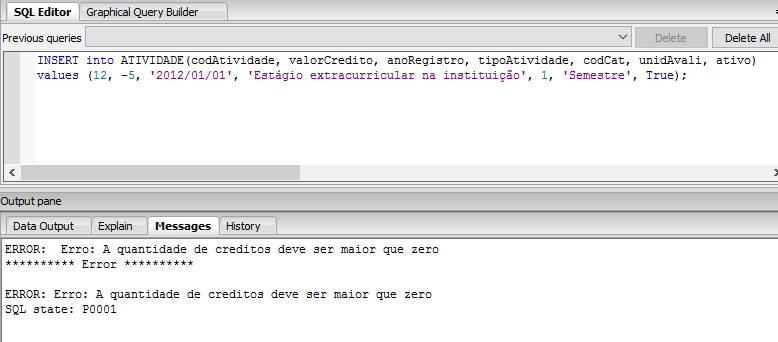 SQL Editor Graphical Query Builder
Previous queries Delete Delete All
INSERT into ATIVIDADE(codAtividade, valorCredito, anoRegistro, tipoAtividade, codCat, unidAvali, ativo)
values (12, -5, '2012/01/01', 'Estágio extracurricular na instituição', 1, 'Semestre', True);
Output pane
Data Output Explain Messages History
ERROR:  Erro: A quantidade de creditos deve ser maior que zero
********** Error **********
ERROR: Erro: A quantidade de creditos deve ser maior que zero
SQL state: P0001